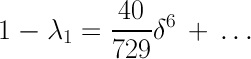 1 − λ₁ = 40/729 δ⁶ + …